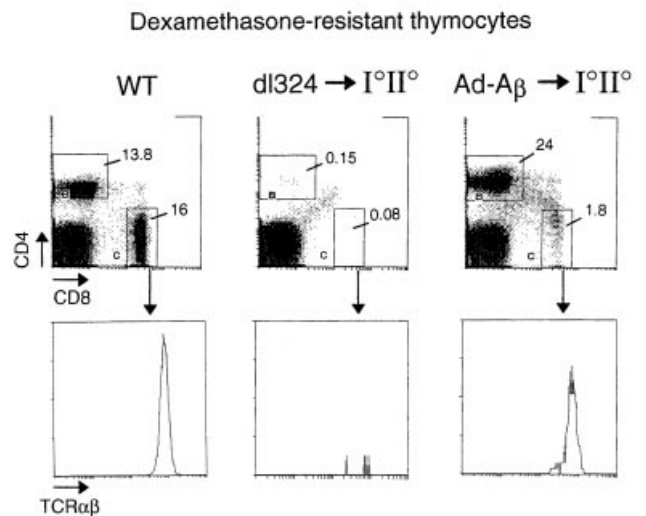 Dexamethasone-resistant thymocytes
WT
dl324 → I°II°
Ad-Aβ → I°II°
13.8
16
0.15
0.08
24
1.8
B
C
B
C
B
C
CD4
CD8
TCRαβ